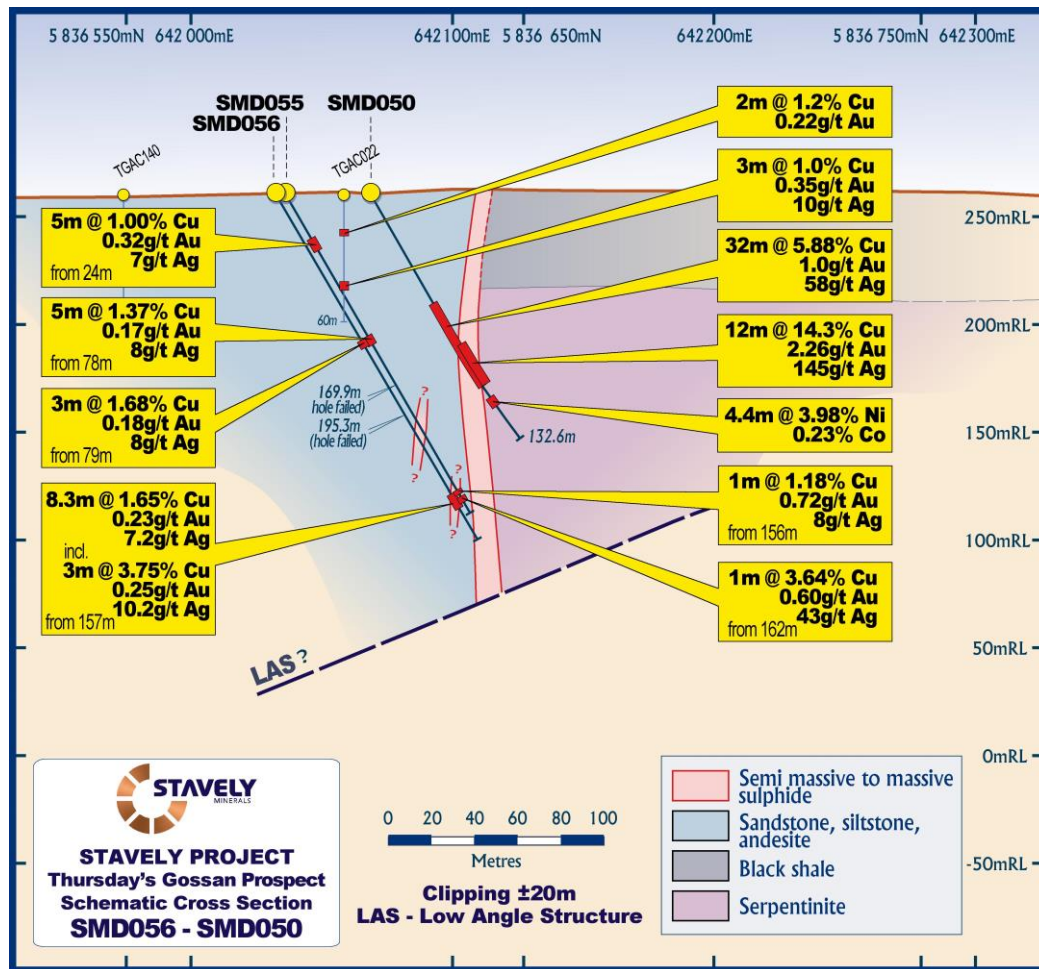 5 836 550mN 642 000mE 642 100mE 5 836 650mN 642 200mE 5 836 750mN 642 300mE
SMD055 SMD050
SMD056
TGAC140
TGAC022
2m @ 1.2% Cu
0.22g/t Au
3m @ 1.0% Cu
0.35g/t Au
10g/t Ag
32m @ 5.88% Cu
1.0g/t Au
58g/t Ag
12m @ 14.3% Cu
2.26g/t Au
145g/t Ag
4.4m @ 3.98% Ni
0.23% Co
1m @ 1.18% Cu
0.72g/t Au
8g/t Ag
from 156m
1m @ 3.64% Cu
0.60g/t Au
43g/t Ag
from 162m
5m @ 1.00% Cu
0.32g/t Au
7g/t Ag
from 24m
5m @ 1.37% Cu
0.17g/t Au
8g/t Ag
from 78m
3m @ 1.68% Cu
0.18g/t Au
8g/t Ag
from 79m
8.3m @ 1.65% Cu
0.23g/t Au
7.2g/t Ag
incl.
3m @ 3.75% Cu
0.25g/t Au
10.2g/t Ag
from 157m
60m
169.9m
hole failed)
195.3m
(hole failed)
132.6m
?
?
?
?
LAS ?
250mRL
200mRL
150mRL
100mRL
50mRL
0mRL
-50mRL
STAVELY
MINERALS
STAVELY PROJECT
Thursday's Gossan Prospect
Schematic Cross Section
SMD056 - SMD050
0 20 40 60 80 100
Metres
Clipping ±20m
LAS - Low Angle Structure
Semi massive to massive
sulphide
Sandstone, siltstone,
andesite
Black shale
Serpentinite